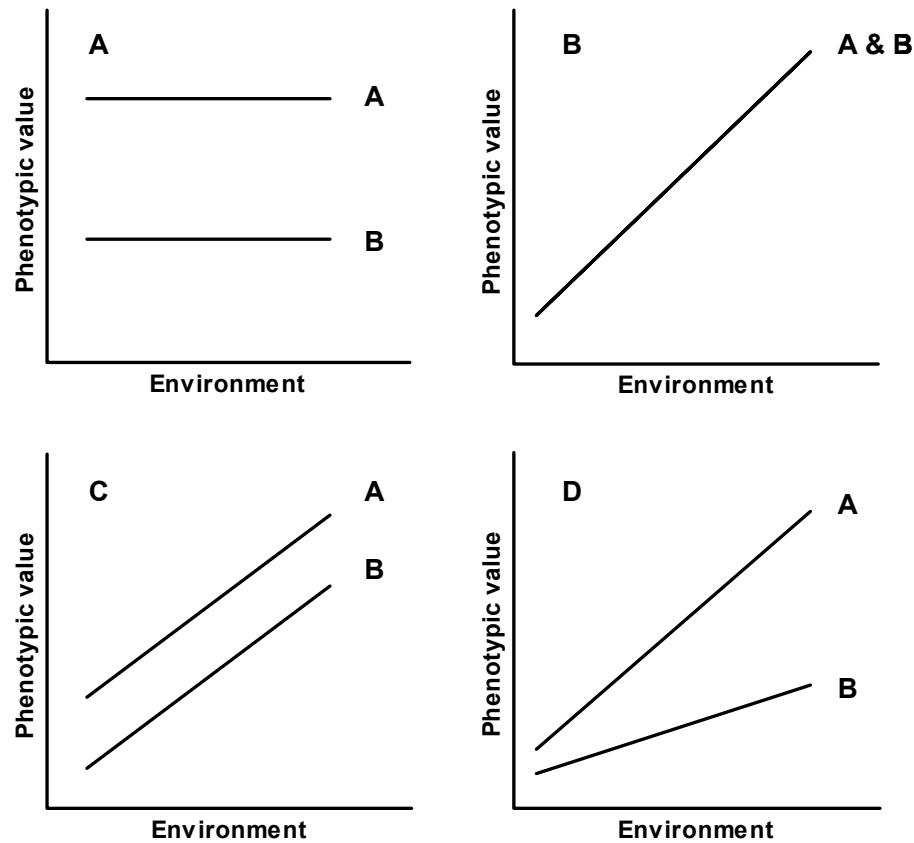 A
A
B
Phenotypic value
Environment
B
A & B
Phenotypic value
Environment
C
A
B
Phenotypic value
Environment
D
A
B
Phenotypic value
Environment